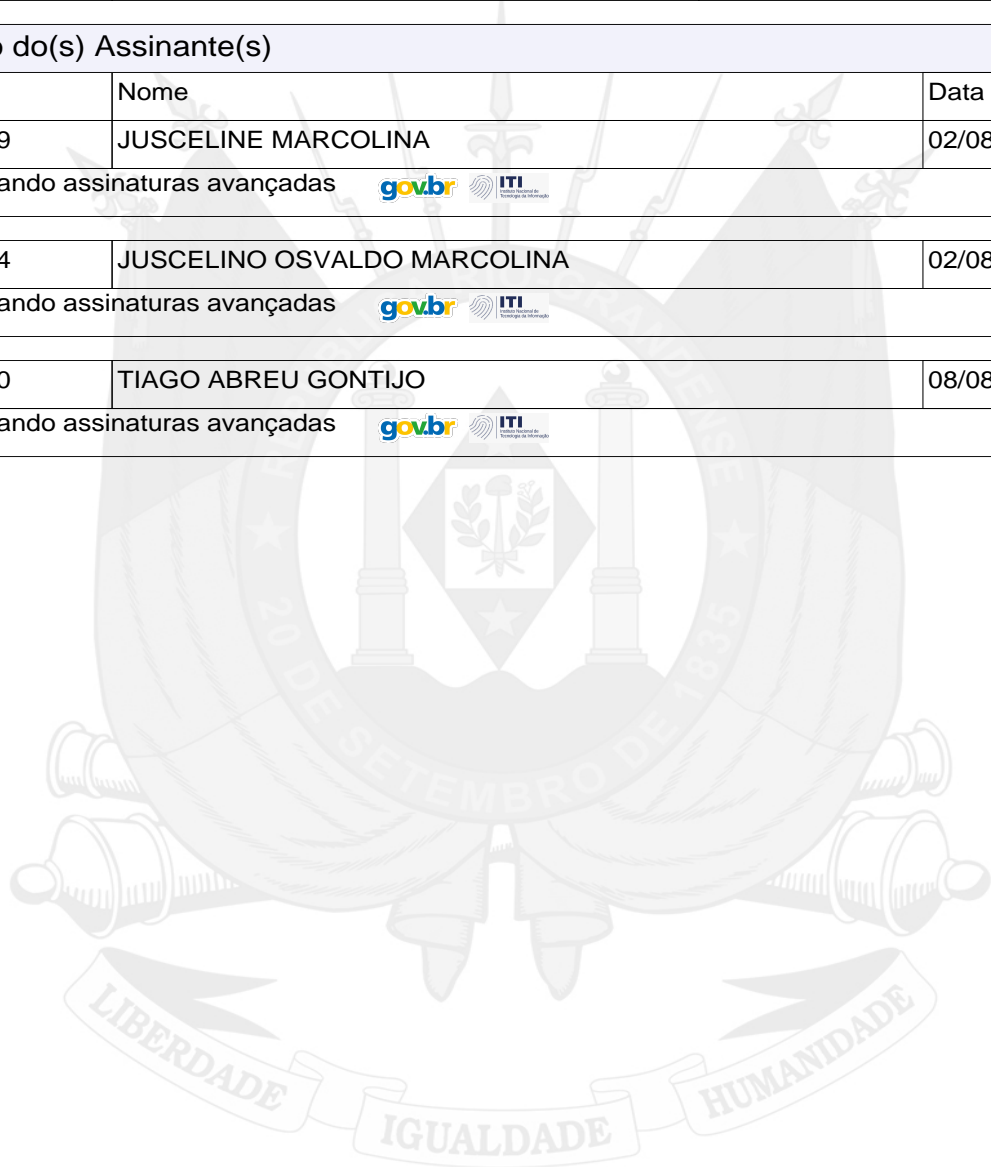 o do(s) Assinante(s)
Nome Data
9 JUSCELINE MARCOLINA 02/08
ando assinaturas avançadas gov.br ITI
4 JUSCELINO OSVALDO MARCOLINA 02/08
ando assinaturas avançadas gov.br ITI
0 TIAGO ABREU GONTIJO 08/08
ando assinaturas avançadas gov.br ITI
20 DE SETEMBRO DE 1835
LIBERDADE
IGUALDADE
HUMANIDADE